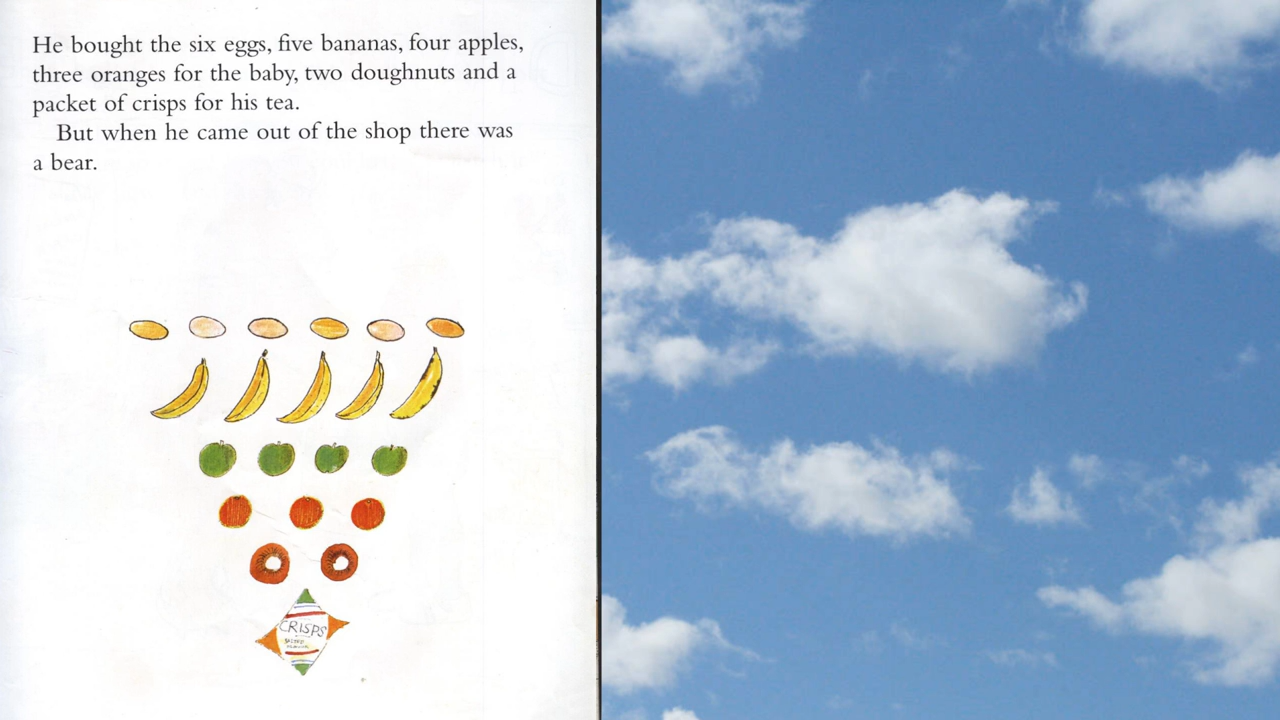 He bought the six eggs, five bananas, four apples,
three oranges for the baby, two doughnuts and a
packet of crisps for his tea.
But when he came out of the shop there was
a bear.
CRISPS